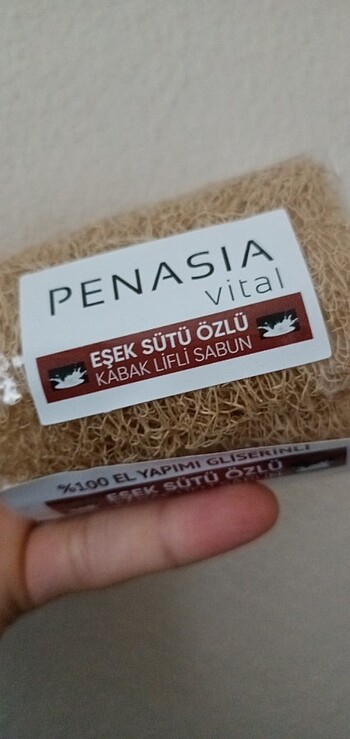 PENASIA
vital
EŞEK SÜTÜ ÖZLÜ
KABAK LİFLİ SABUN
%100 EL YAPIMI GLİSERİNLİ
EŞEK SÜTÜ ÖZLÜ